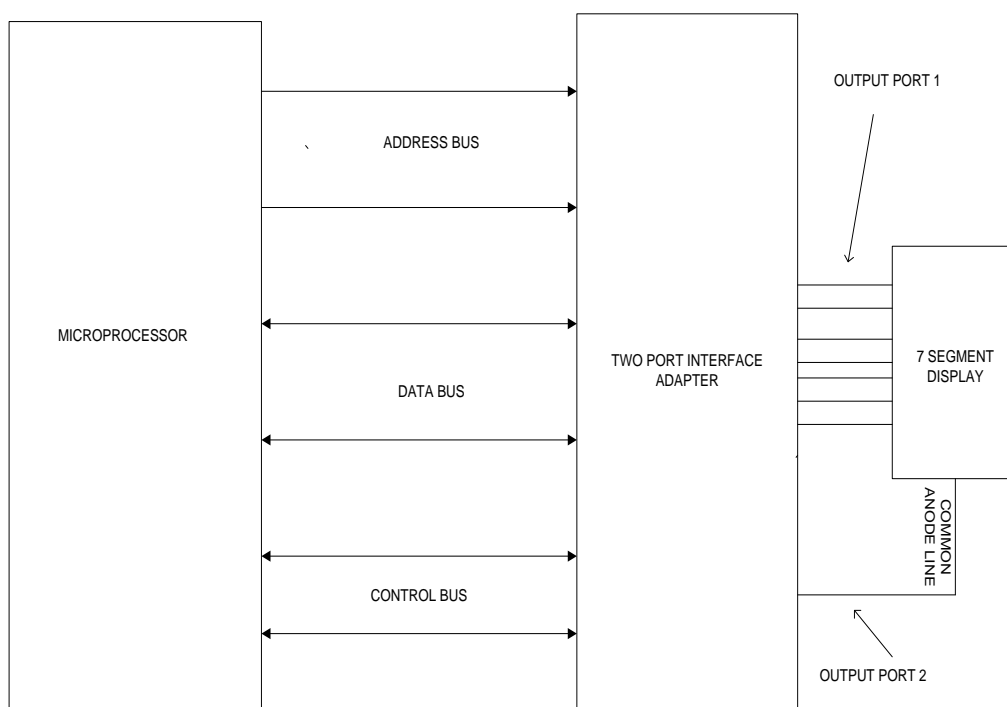 OUTPUT PORT 1
ADDRESS BUS
MICROPROCESSOR
TWO PORT INTERFACE
ADAPTER
7 SEGMENT
DISPLAY
DATA BUS
COMMON
ANODE LINE
CONTROL BUS
OUTPUT PORT 2